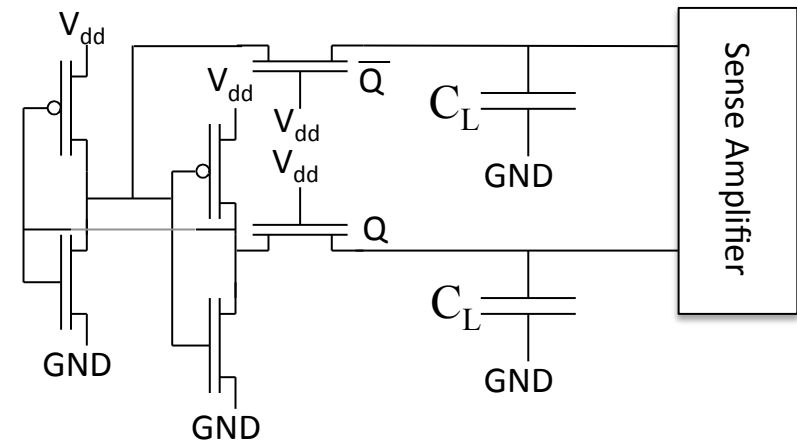 V_dd
V_dd
Q̅
V_dd
C_L
GND
V_dd
Q
C_L
GND
GND
GND
Sense Amplifier